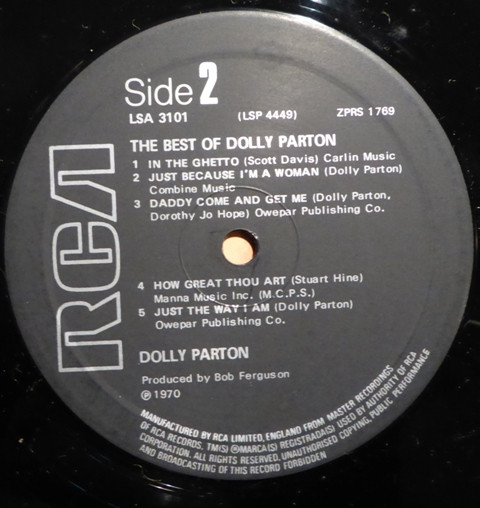 Side 2
LSA 3101 (LSP 4449) ZPRS 1769
THE BEST OF DOLLY PARTON
1 IN THE GHETTO (Scott Davis) Carlin Music
2 JUST BECAUSE I'M A WOMAN (Dolly Parton)
Combine Music
3 DADDY COME AND GET ME (Dolly Parton,
Dorothy Jo Hope) Owepar Publishing Co.
RCA
4 HOW GREAT THOU ART (Stuart Hine)
Manna Music Inc. (M.C.P.S.)
5 JUST THE WAY I AM (Dolly Parton)
Owepar Publishing Co.
DOLLY PARTON
Produced by Bob Ferguson
℗ 1970
MANUFACTURED BY RCA LIMITED, ENGLAND FROM MASTER RECORDINGS
OF RCA RECORDS. TM(S) ® MARCA(S) REGISTRADA(S) USED BY AUTHORITY OF RCA
CORPORATION. ALL RIGHTS RESERVED. UNAUTHORISED COPYING, PUBLIC PERFORMANCE
AND BROADCASTING OF THIS RECORD FORBIDDEN